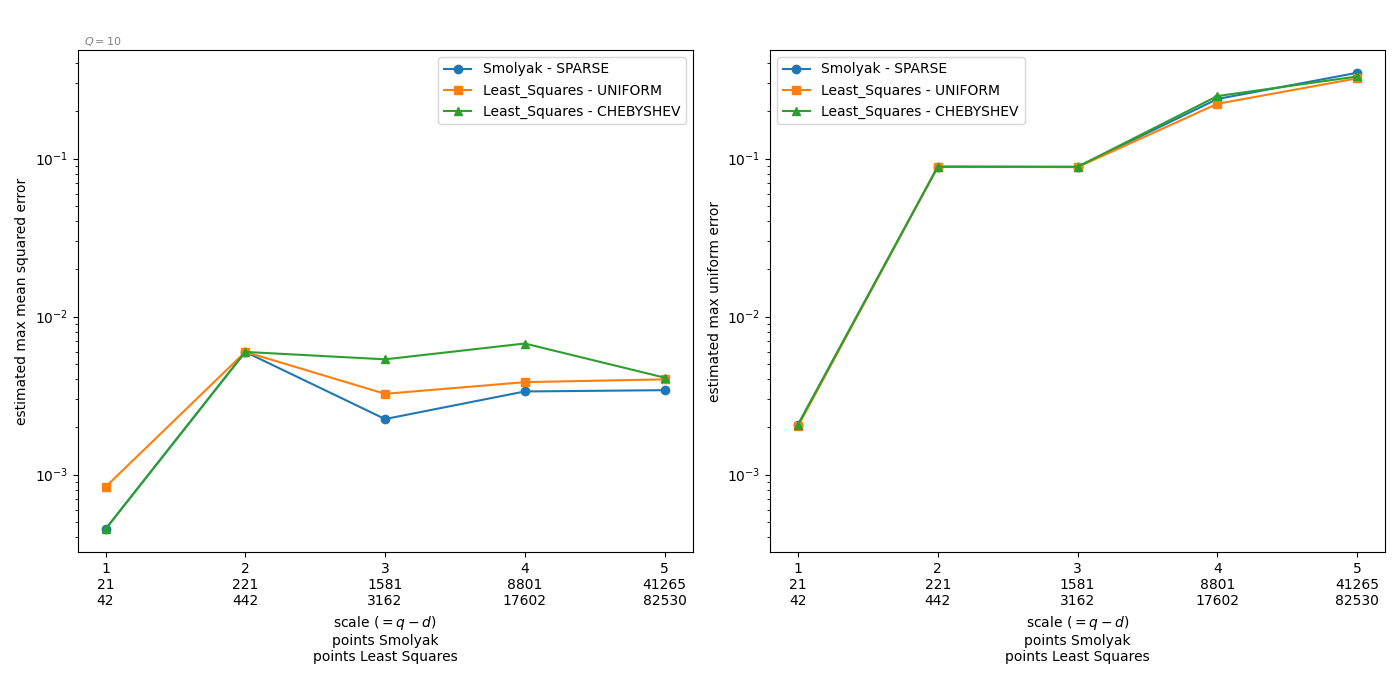 Q = 10
Smolyak - SPARSE
Least_Squares - UNIFORM
Least_Squares - CHEBYSHEV
estimated max mean squared error
10⁻¹
10⁻²
10⁻³
1 2 3 4 5
21 221 1581 8801 41265
42 442 3162 17602 82530
scale (= q − d)
points Smolyak
points Least Squares
Smolyak - SPARSE
Least_Squares - UNIFORM
Least_Squares - CHEBYSHEV
estimated max uniform error
10⁻¹
10⁻²
10⁻³
1 2 3 4 5
21 221 1581 8801 41265
42 442 3162 17602 82530
scale (= q − d)
points Smolyak
points Least Squares